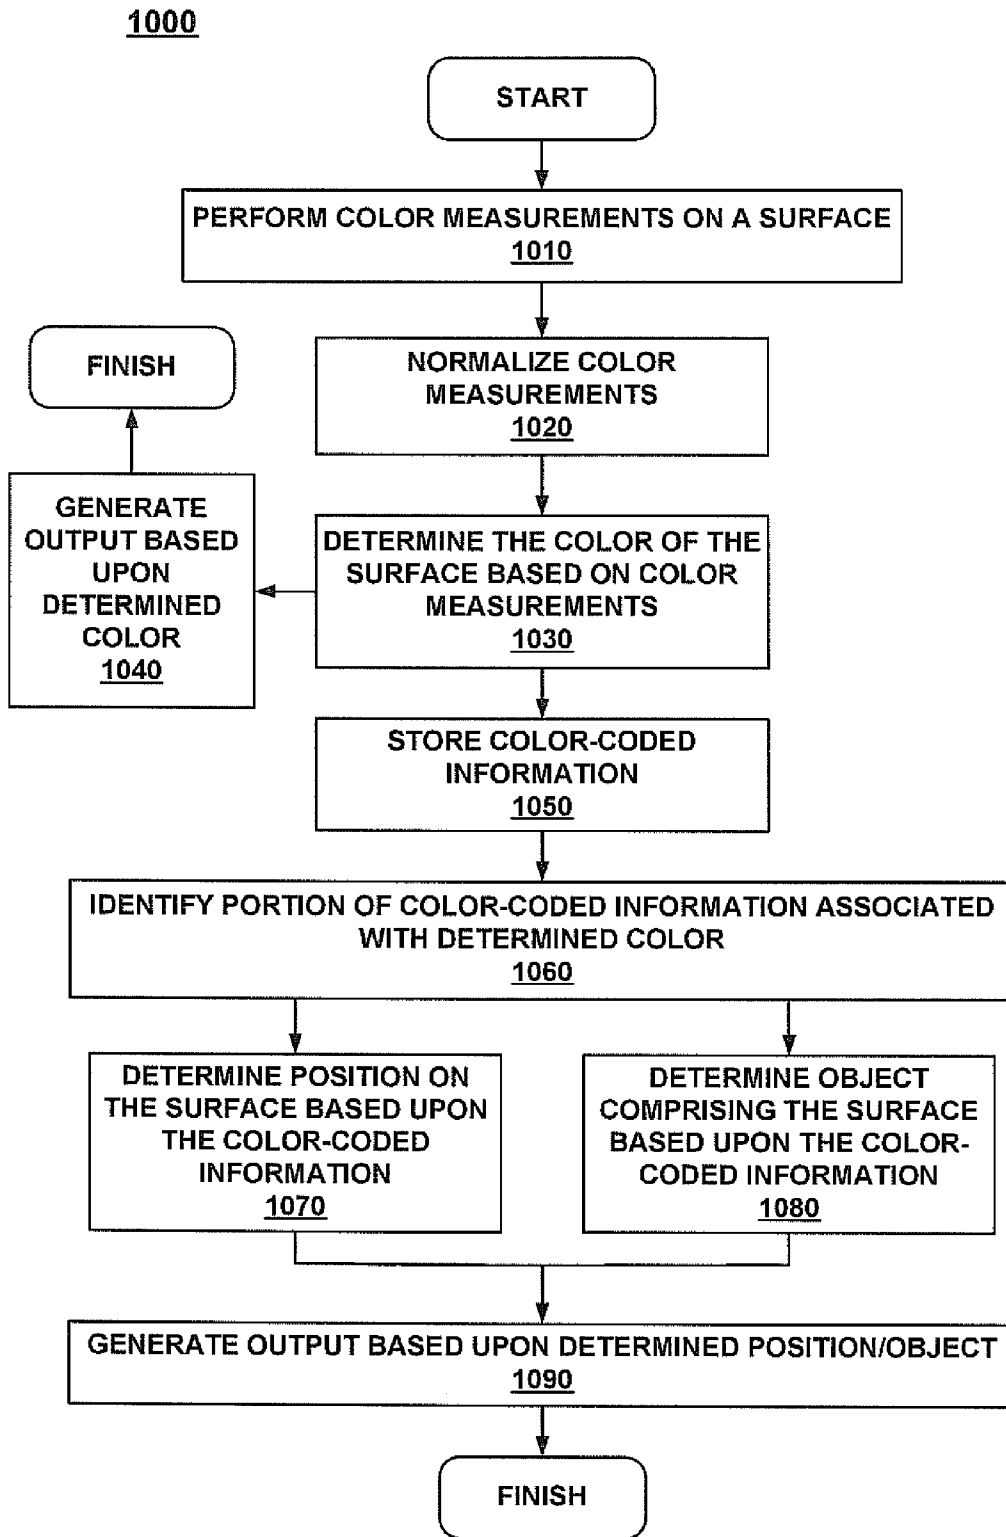 1000
START
PERFORM COLOR MEASUREMENTS ON A SURFACE
1010
NORMALIZE COLOR
MEASUREMENTS
1020
FINISH
GENERATE
OUTPUT BASED
UPON
DETERMINED
COLOR
1040
DETERMINE THE COLOR OF THE
SURFACE BASED ON COLOR
MEASUREMENTS
1030
STORE COLOR-CODED
INFORMATION
1050
IDENTIFY PORTION OF COLOR-CODED INFORMATION ASSOCIATED
WITH DETERMINED COLOR
1060
DETERMINE POSITION ON
THE SURFACE BASED UPON
THE COLOR-CODED
INFORMATION
1070
DETERMINE OBJECT
COMPRISING THE SURFACE
BASED UPON THE COLOR-
CODED INFORMATION
1080
GENERATE OUTPUT BASED UPON DETERMINED POSITION/OBJECT
1090
FINISH